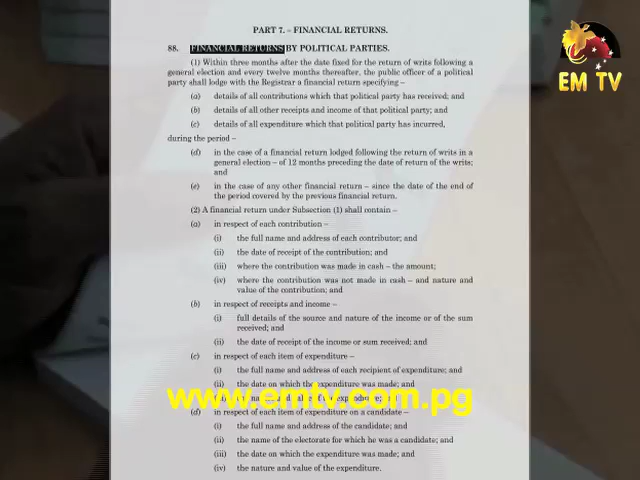 PART 7. – FINANCIAL RETURNS.
88. FINANCIAL RETURNS BY POLITICAL PARTIES.
(1) Within three months after the date fixed for the return of writs following a
general election and every twelve months thereafter, the public officer of a political
party shall lodge with the Registrar a financial return specifying –
(a) details of all contributions which that political party has received; and
(b) details of all other receipts and income of that political party; and
(c) details of all expenditure which that political party has incurred,
during the period –
(d) in the case of a financial return lodged following the return of writs in a
general election – of 12 months preceding the date of return of the writs;
and
(e) in the case of any other financial return – since the date of the end of
the period covered by the previous financial return.
(2) A financial return under Subsection (1) shall contain –
(a) in respect of each contribution –
(i) the full name and address of each contributor; and
(ii) the date of receipt of the contribution; and
(iii) where the contribution was made in cash – the amount;
(iv) where the contribution was not made in cash – and nature and
value of the contribution; and
(b) in respect of receipts and income –
(i) full details of the source and nature of the income or of the sum
received; and
(ii) the date of receipt of the income or sum received; and
(c) in respect of each item of expenditure –
(i) the full name and address of each recipient of expenditure; and
(ii) the date on which the expenditure was made; and
(d) in respect of each item of expenditure on a candidate –
(i) the full name and address of the candidate; and
(ii) the name of the electorate for which he was a candidate; and
(iii) the date on which the expenditure was made; and
(iv) the nature and value of the expenditure.
EM TV
www.emtv.com.pg